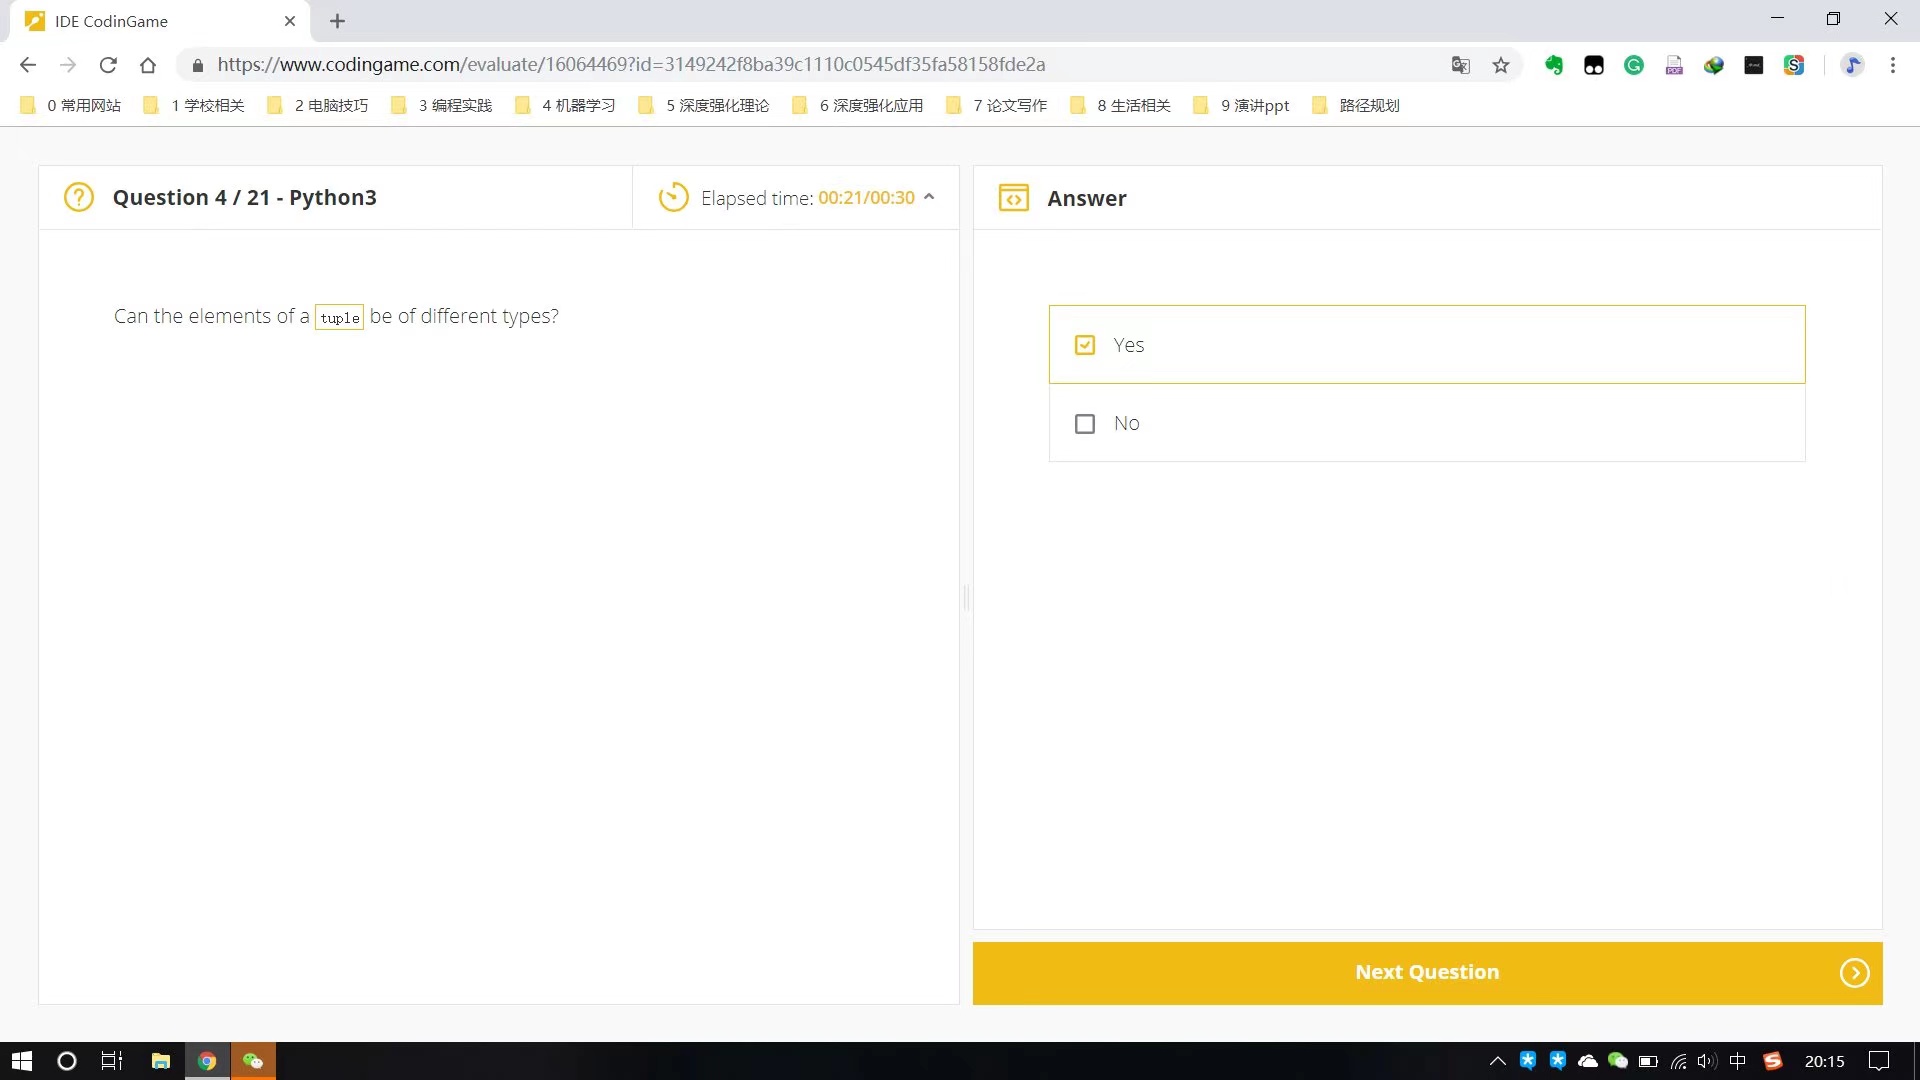 IDE CodinGame
https://www.codingame.com/evaluate/16064469?id=3149242f8ba39c1110c0545df35fa58158fde2a
0 常用网站 1 学校相关 2 电脑技巧 3 编程实践 4 机器学习 5 深度强化理论 6 深度强化应用 7 论文写作 8 生活相关 9 演讲ppt 路径规划
Question 4 / 21 - Python3
Elapsed time: 00:21/00:30
Answer
Can the elements of a tuple be of different types?
Yes
No
Next Question
中 20:15